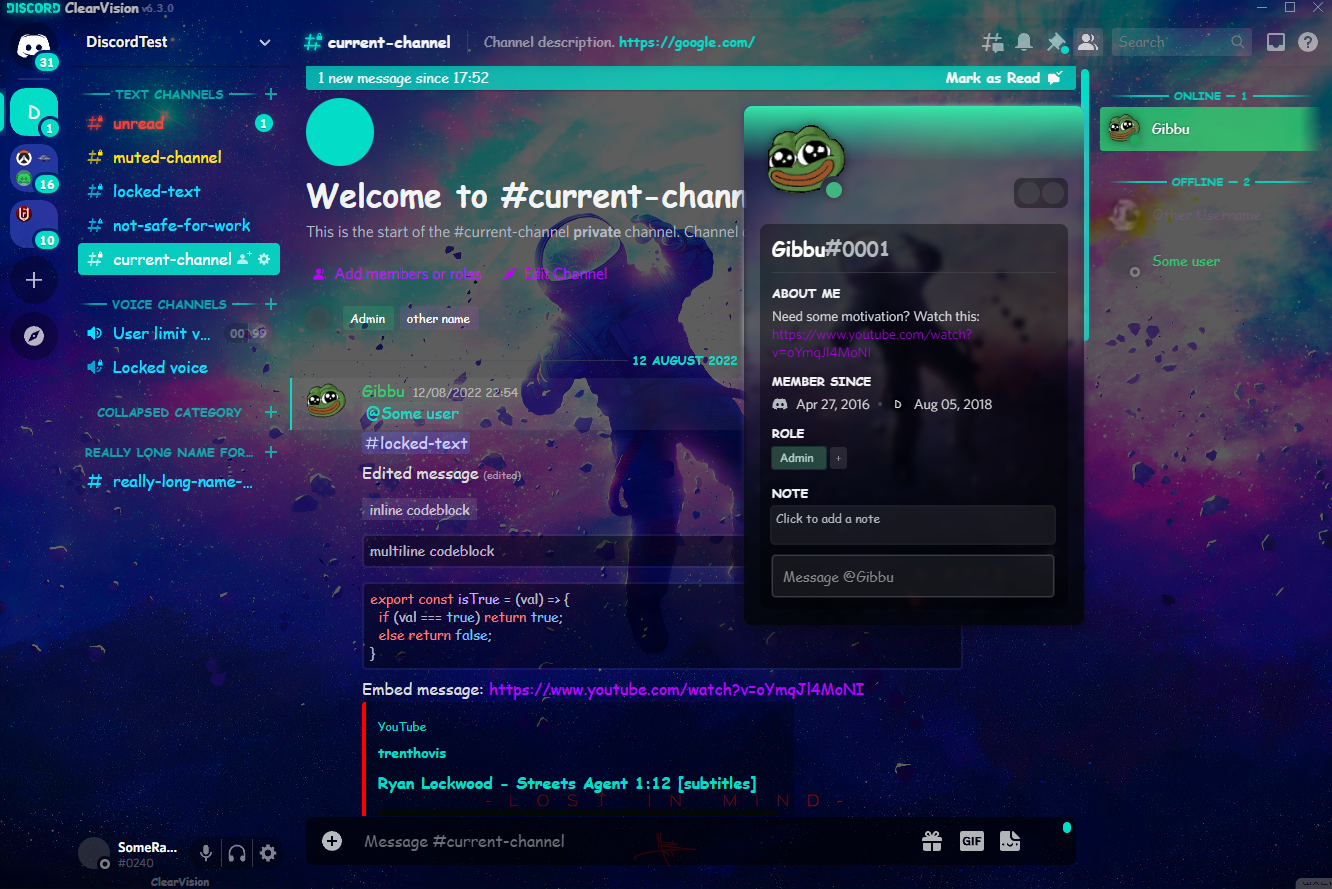 DISCORD ClearVision v6.3.0
DiscordTest
current-channel
Channel description. https://google.com/
Search
31
D
1
16
10
TEXT CHANNELS
unread
1
muted-channel
locked-text
not-safe-for-work
current-channel
VOICE CHANNELS
User limit v...
00 99
Locked voice
COLLAPSED CATEGORY
REALLY LONG NAME FOR...
really-long-name-...
SomeRa...
#0240
ClearVision
1 new message since 17:52
Mark as Read
Welcome to #current-chann
This is the start of the #current-channel private channel. Channel
Add members or roles
Edit Channel
Admin
other name
12 AUGUST 2022
Gibbu 12/08/2022 22:54
@Some user
#locked-text
Edited message (edited)
inline codeblock
multiline codeblock
export const isTrue = (val) => {
if (val === true) return true;
else return false;
}
Embed message: https://www.youtube.com/watch?v=oYmqJl4MoNI
YouTube
trenthovis
Ryan Lockwood - Streets Agent 1:12 [subtitles]
- LOST IN MIND -
Message #current-channel
GIF
Gibbu#0001
ABOUT ME
Need some motivation? Watch this:
https://www.youtube.com/watch?
v=oYmqJl4MoNI
MEMBER SINCE
Apr 27, 2016 • D Aug 05, 2018
ROLE
Admin +
NOTE
Click to add a note
Message @Gibbu
ONLINE — 1
Gibbu
OFFLINE — 2
Other Username
Some user